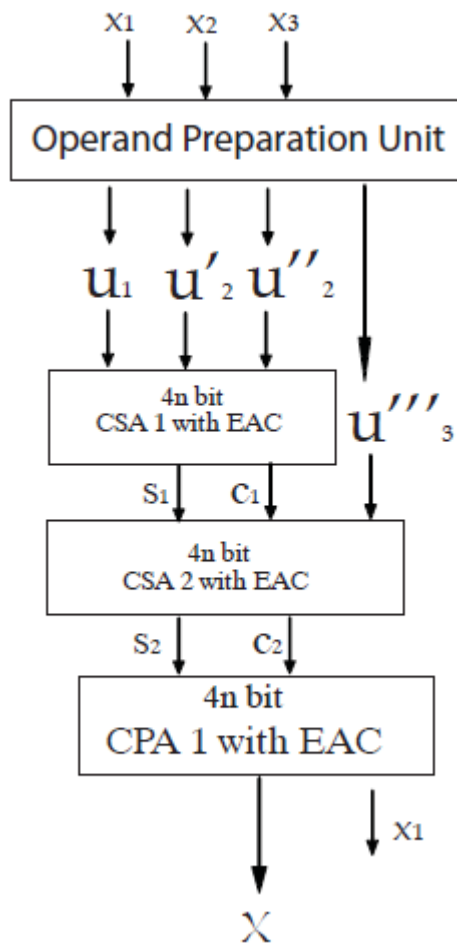 x1 x2 x3
Operand Preparation Unit
u1 u′2 u′′2
4n bit
CSA 1 with EAC
u′′′3
s1 c1
4n bit
CSA 2 with EAC
s2 c2
4n bit
CPA 1 with EAC
x1
X